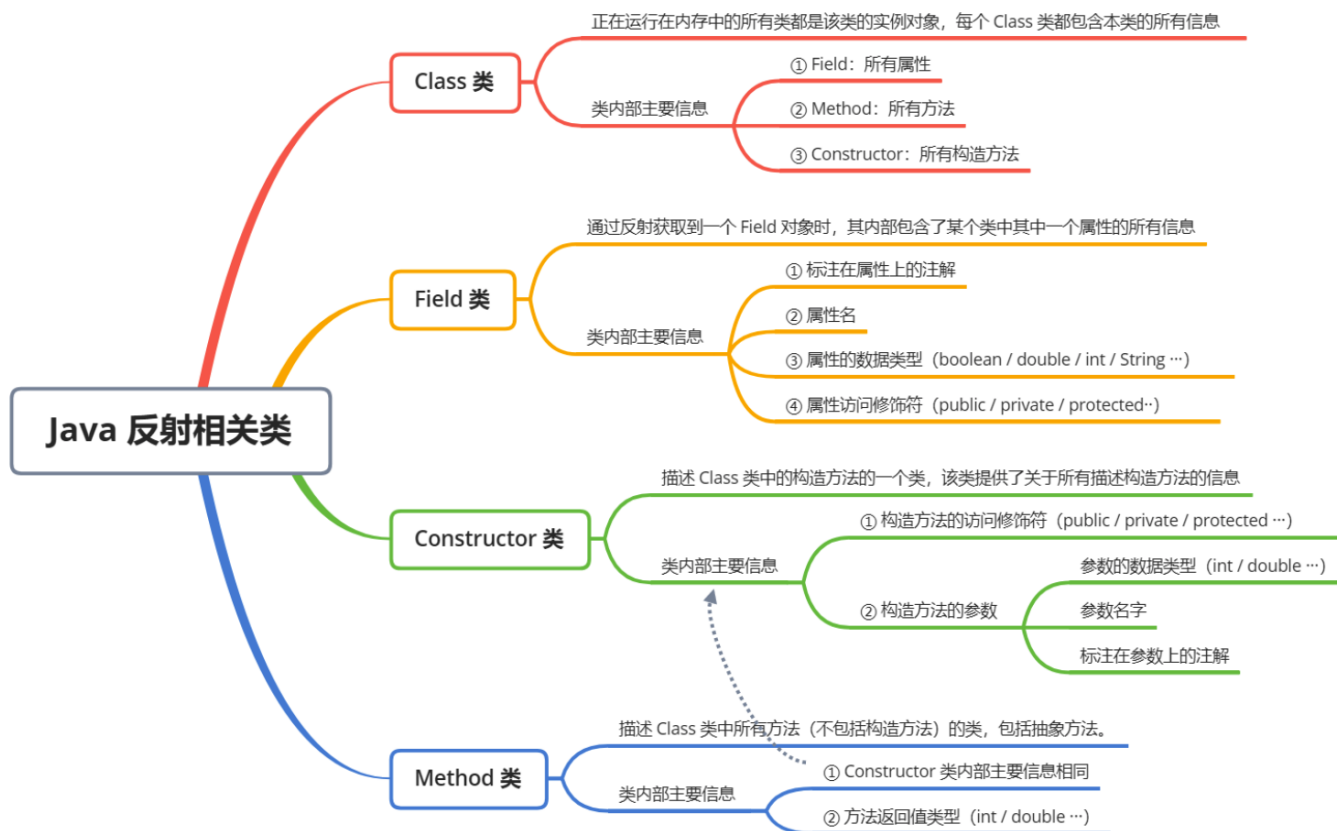 Java 反射相关类
Class 类
正在运行在内存中的所有类都是该类的实例对象，每个 Class 类都包含本类的所有信息
类内部主要信息
① Field：所有属性
② Method：所有方法
③ Constructor：所有构造方法
Field 类
通过反射获取到一个 Field 对象时，其内部包含了某个类中其中一个属性的所有信息
类内部主要信息
① 标注在属性上的注解
② 属性名
③ 属性的数据类型（boolean / double / int / String ···）
④ 属性访问修饰符（public / private / protected··）
Constructor 类
描述 Class 类中的构造方法的一个类，该类提供了关于所有描述构造方法的信息
类内部主要信息
① 构造方法的访问修饰符（public / private / protected ···）
② 构造方法的参数
参数的数据类型（int / double ···）
参数名字
标注在参数上的注解
Method 类
描述 Class 类中所有方法（不包括构造方法）的类，包括抽象方法。
类内部主要信息
① Constructor 类内部主要信息相同
② 方法返回值类型（int / double ···）